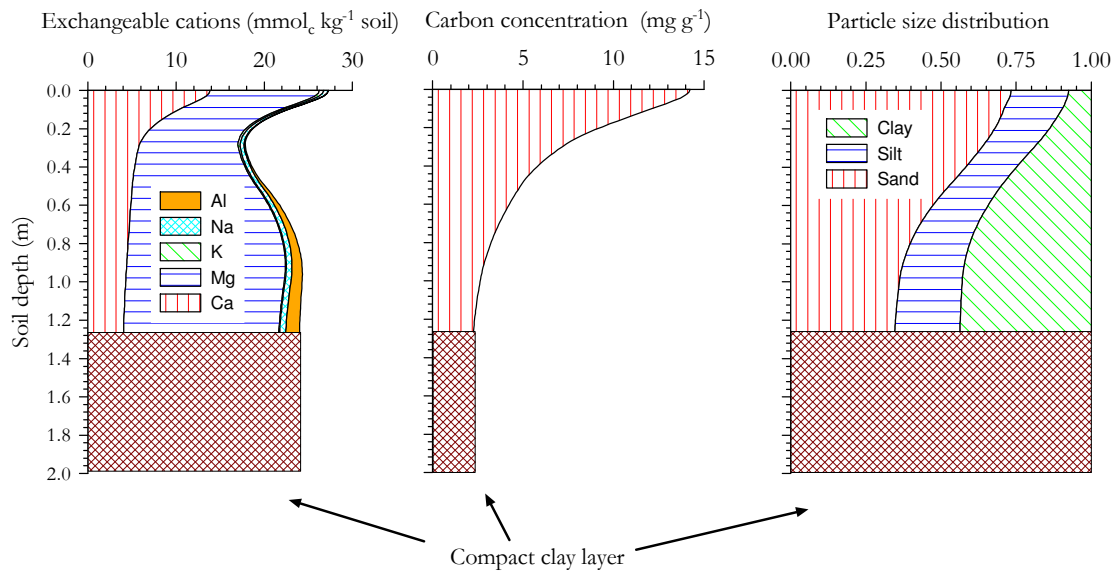 Exchangeable cations (mmolc kg-1 soil)
Carbon concentration (mg g-1)
Particle size distribution
0 10 20 30
0 5 10 15
0.00 0.25 0.50 0.75 1.00
Soil depth (m)
0.0
0.2
0.4
0.6
0.8
1.0
1.2
1.4
1.6
1.8
2.0
Al
Na
K
Mg
Ca
Clay
Silt
Sand
Compact clay layer